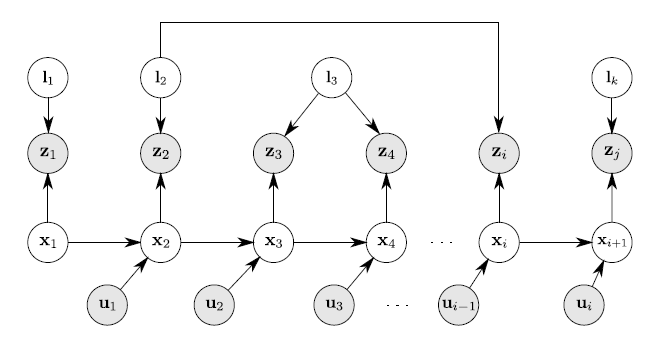 l₁ l₂ l₃ lₖ
z₁ z₂ z₃ z₄ zᵢ zⱼ
x₁ x₂ x₃ x₄ . . . xᵢ xᵢ₊₁
u₁ u₂ u₃ . . . uᵢ₋₁ uᵢ